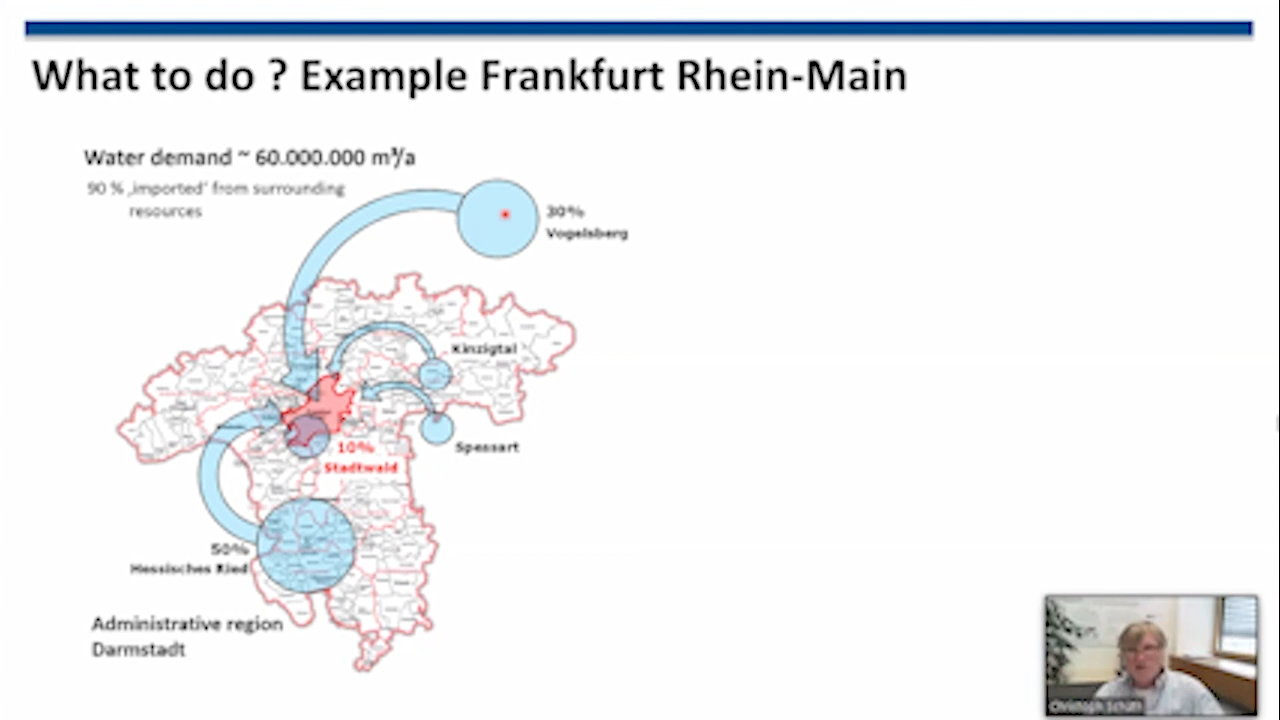 What to do ? Example Frankfurt Rhein-Main
Water demand ~ 60.000.000 m³/a
90 % ‚imported' from surrounding
resources
30%
Vogelsberg
Kinzigtal
Spessart
10%
Stadtwald
50%
Hessisches Ried
Administrative region
Darmstadt
Christoph